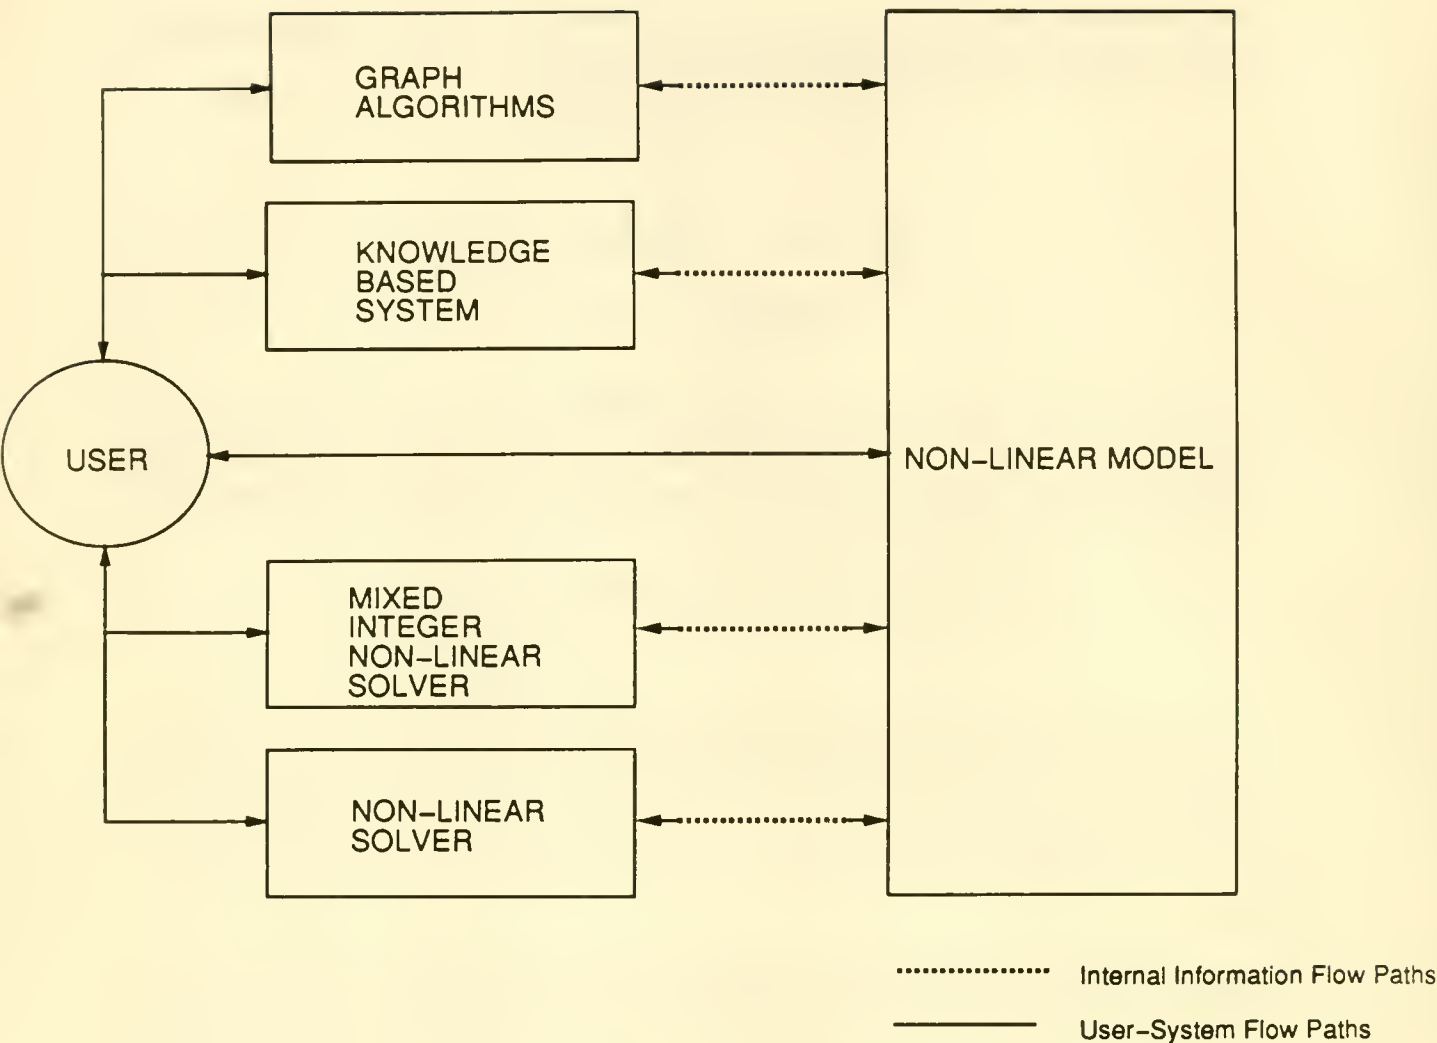 GRAPH
ALGORITHMS
KNOWLEDGE
BASED
SYSTEM
USER
NON–LINEAR MODEL
MIXED
INTEGER
NON–LINEAR
SOLVER
NON–LINEAR
SOLVER
Internal Information Flow Paths
User–System Flow Paths